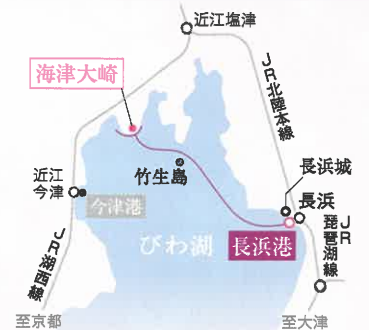 近江塩津
海津大崎
JR北陸本線
竹生島
近江
今津
今津港
長浜城
長浜
びわ湖
長浜港
JR
琵琶湖線
JR湖西線
至京都
至大津